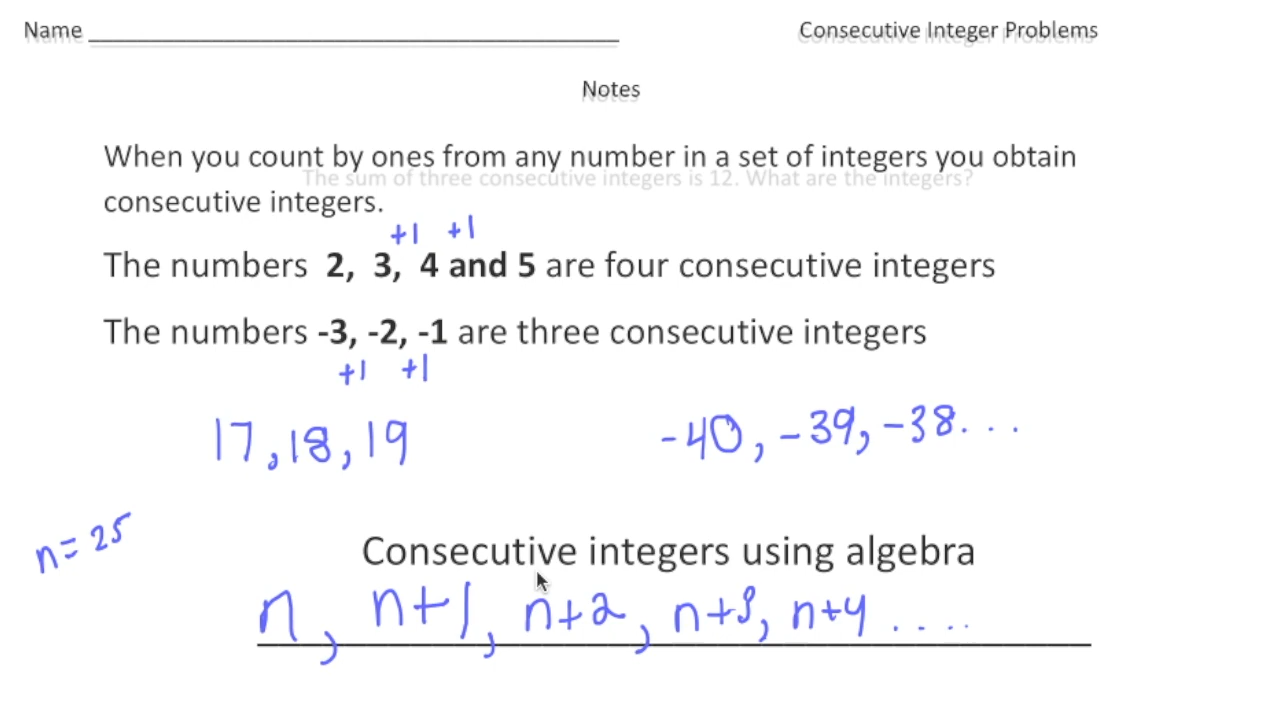 Name ____________________ Consecutive Integer Problems
Notes
When you count by ones from any number in a set of integers you obtain
The sum of three consecutive integers is 12. What are the integers?
consecutive integers.
+1 +1
The numbers 2, 3, 4 and 5 are four consecutive integers
The numbers -3, -2, -1 are three consecutive integers
+1 +1
17, 18, 19 -40, -39, -38...
n = 25
Consecutive integers using algebra
n, n+1, n+2, n+3, n+4 ....